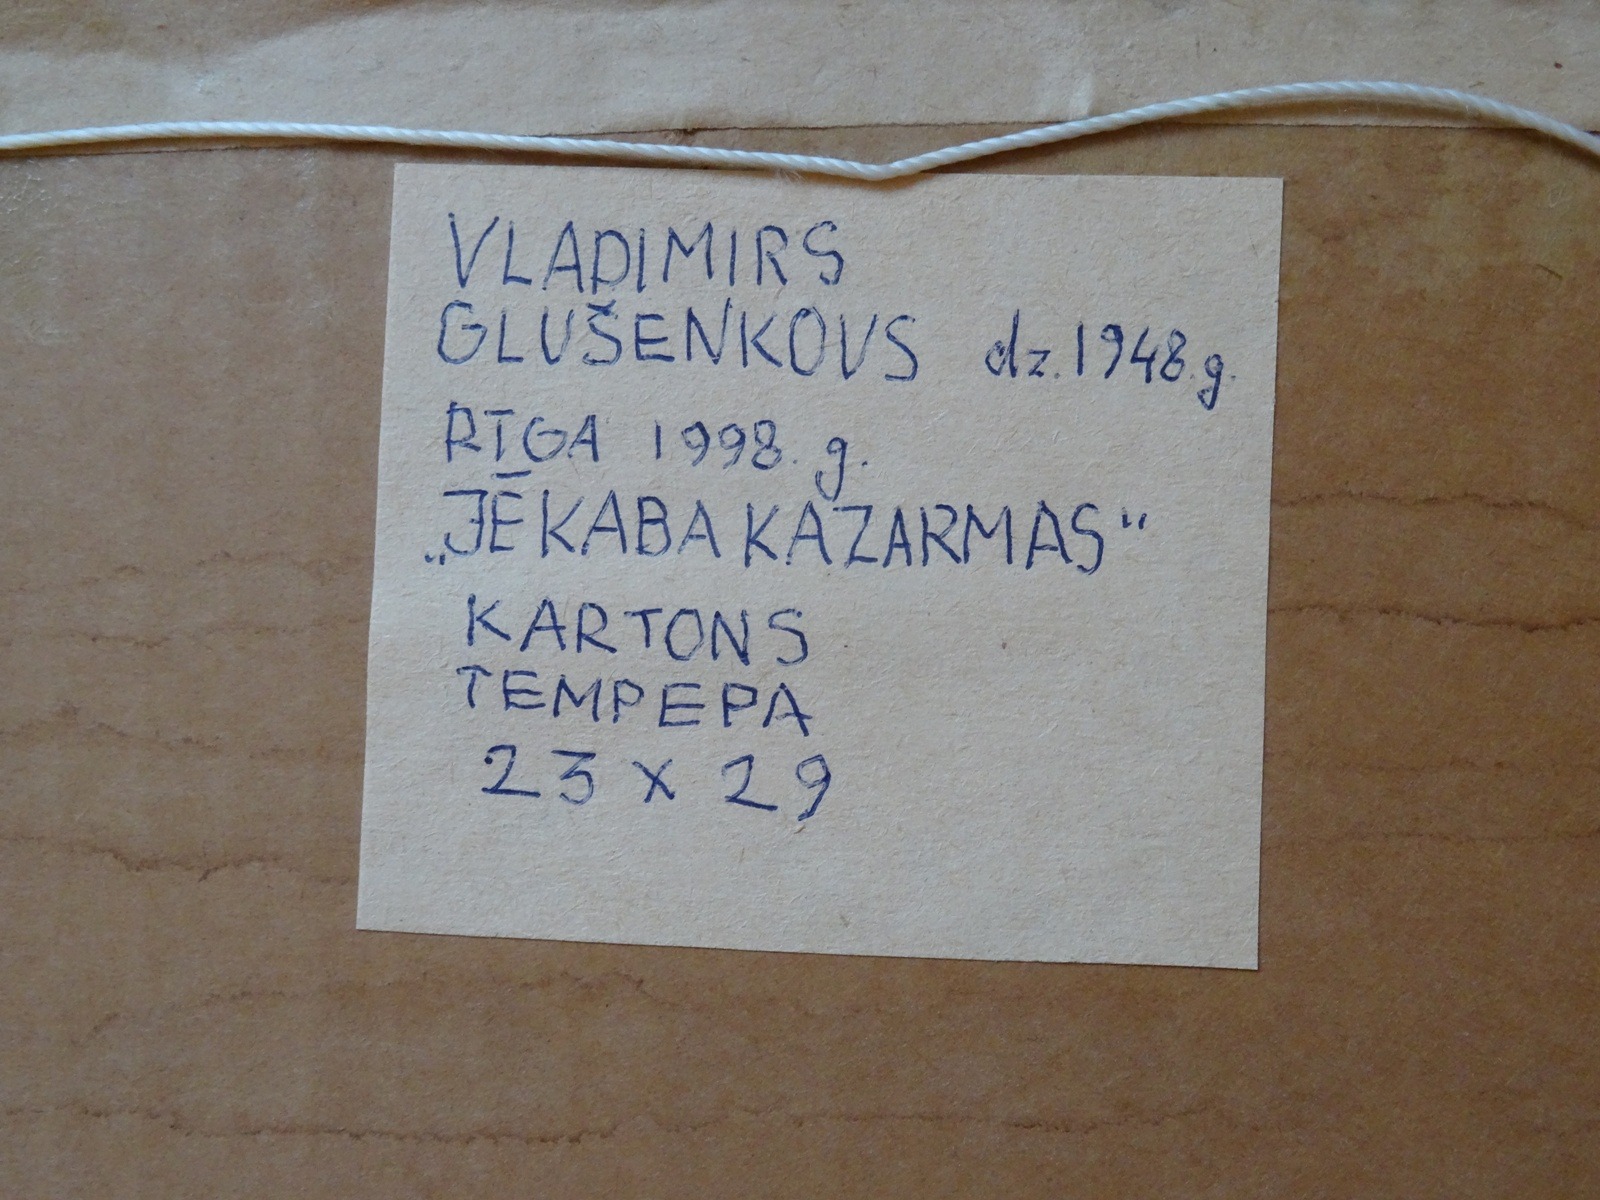 VLADIMIRS
GLUŠENKOVS dz. 1948. g.
RĪGA 1998. g.
„JĒKABA KAZARMAS“
KARTONS
TEMPEPA
23 x 29